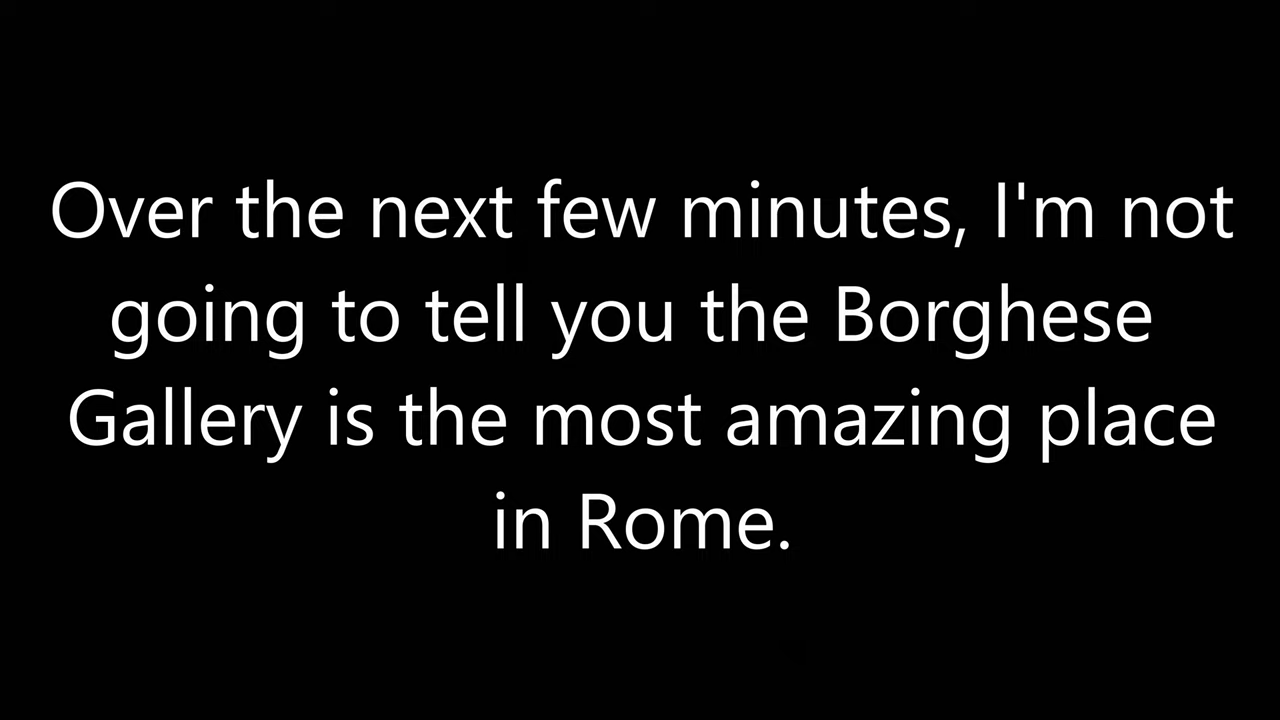 Over the next few minutes, I'm not
going to tell you the Borghese
Gallery is the most amazing place
in Rome.